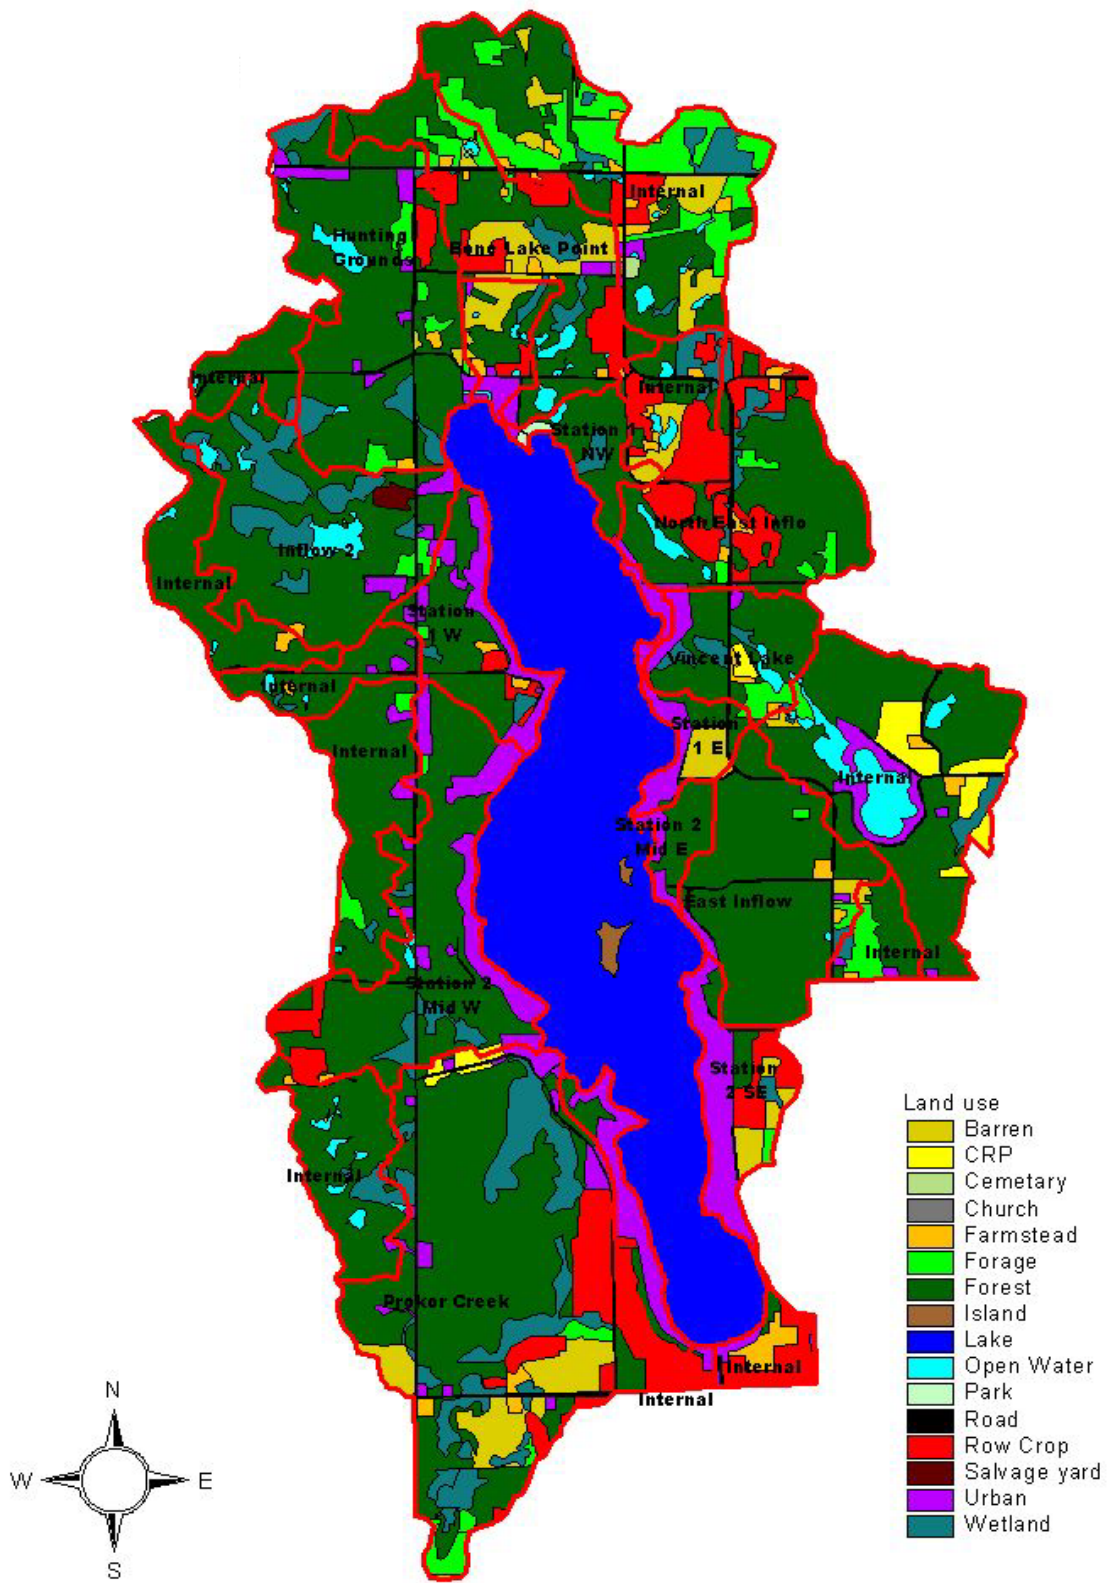 Internal
Hunting
Grounds
Bone Lake Point
Internal
Internal
Station 1
NW
North East Inflo
Inflow 2
Internal
Station
1 W
Vincent Lake
Internal
Station
1 E
Internal
Internal
Station 2
Mid E
East Inflow
Internal
Station 2
Mid W
Station
2 SE
Internal
Prokor Creek
Internal
Internal
Land use
Barren
CRP
Cemetary
Church
Farmstead
Forage
Forest
Island
Lake
Open Water
Park
Road
Row Crop
Salvage yard
Urban
Wetland
N
W
E
S